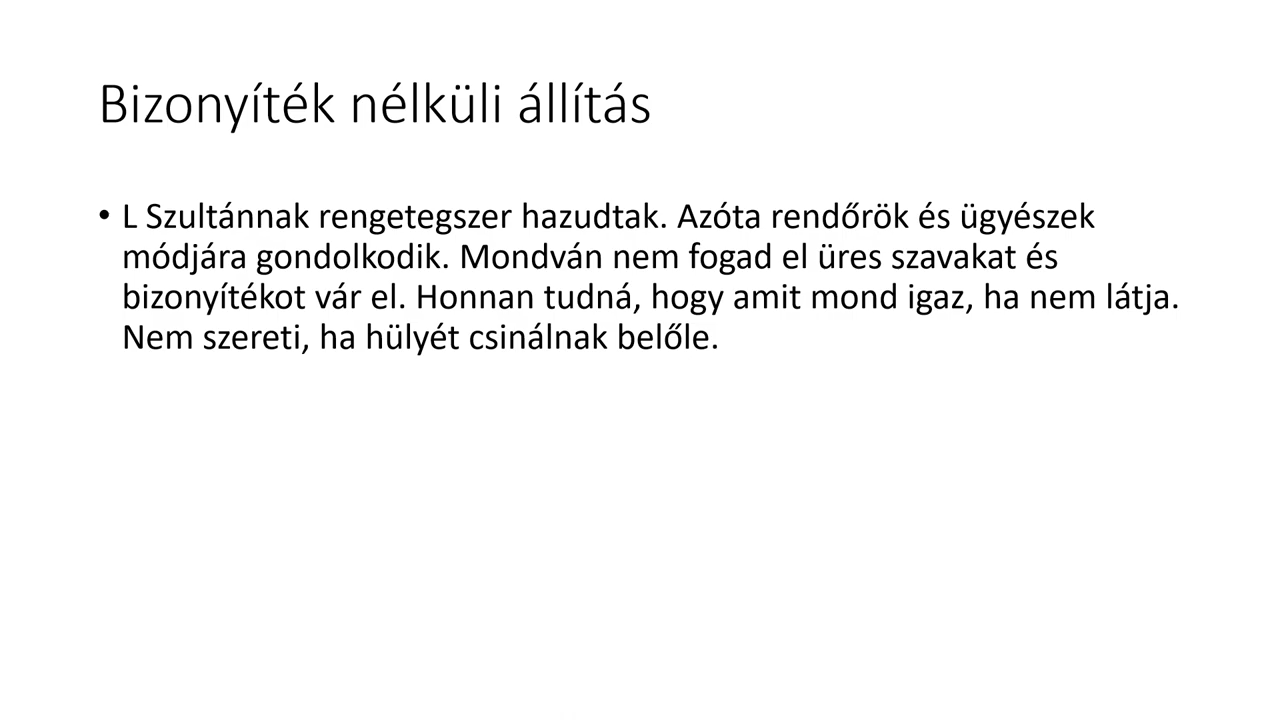 Bizonyíték nélküli állítás
• L Szultánnak rengetegszer hazudtak. Azóta rendőrök és ügyészek
módjára gondolkodik. Mondván nem fogad el üres szavakat és
bizonyítékot vár el. Honnan tudná, hogy amit mond igaz, ha nem látja.
Nem szereti, ha hülyét csinálnak belőle.